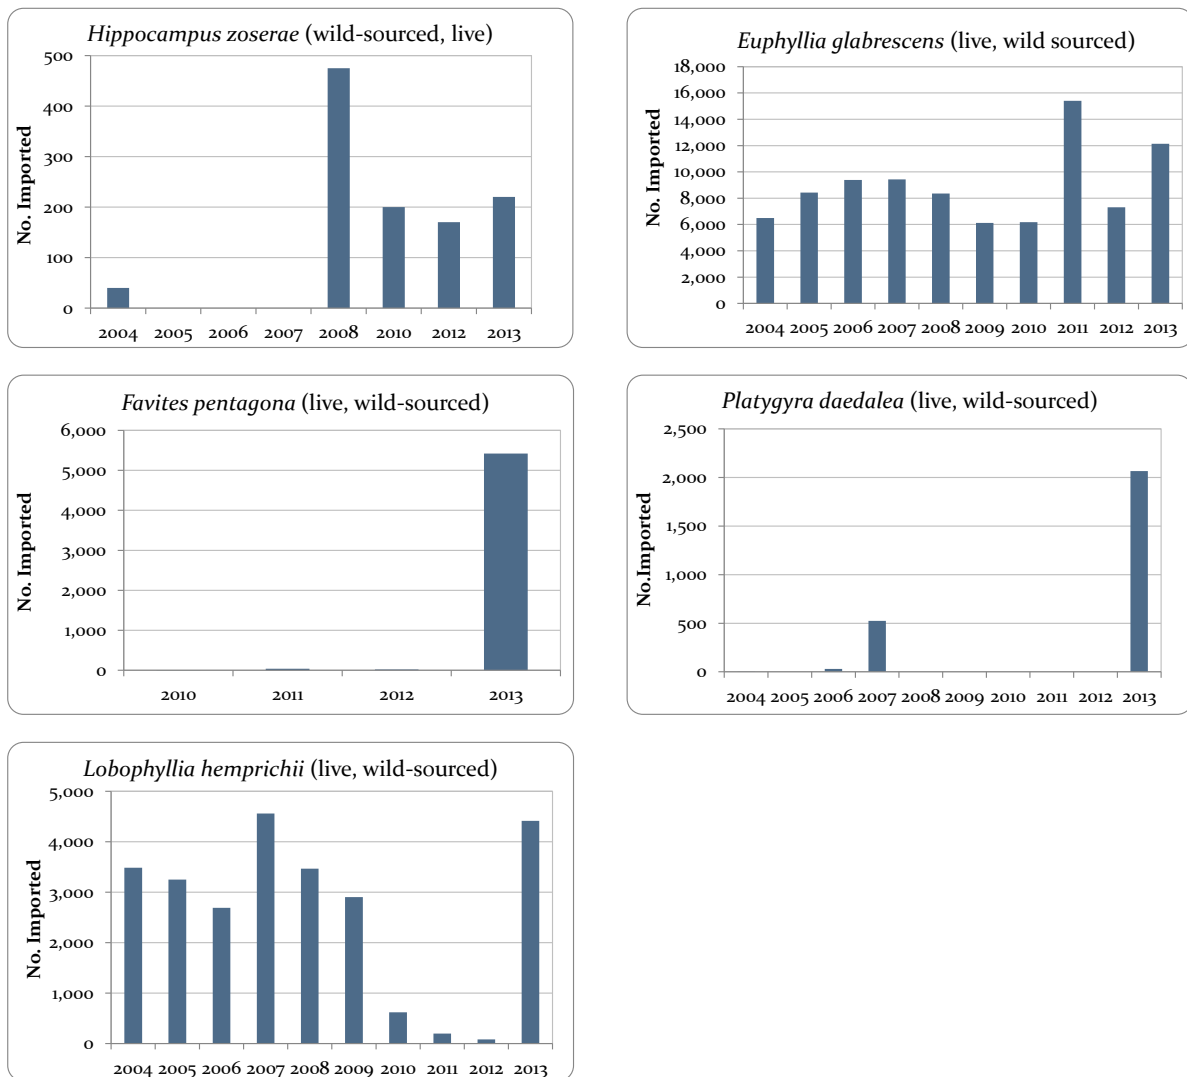 Hippocampus zoserae (wild-sourced, live)
No. Imported
500
400
300
200
100
0
2004 2005 2006 2007 2008 2010 2012 2013
Euphyllia glabrescens (live, wild sourced)
No. Imported
18,000
16,000
14,000
12,000
10,000
8,000
6,000
4,000
2,000
0
2004 2005 2006 2007 2008 2009 2010 2011 2012 2013
Favites pentagona (live, wild-sourced)
No. Imported
6,000
5,000
4,000
3,000
2,000
1,000
0
2010 2011 2012 2013
Platygyra daedalea (live, wild-sourced)
No.Imported
2,500
2,000
1,500
1,000
500
0
2004 2005 2006 2007 2008 2009 2010 2011 2012 2013
Lobophyllia hemprichii (live, wild-sourced)
No. Imported
5,000
4,000
3,000
2,000
1,000
0
2004 2005 2006 2007 2008 2009 2010 2011 2012 2013